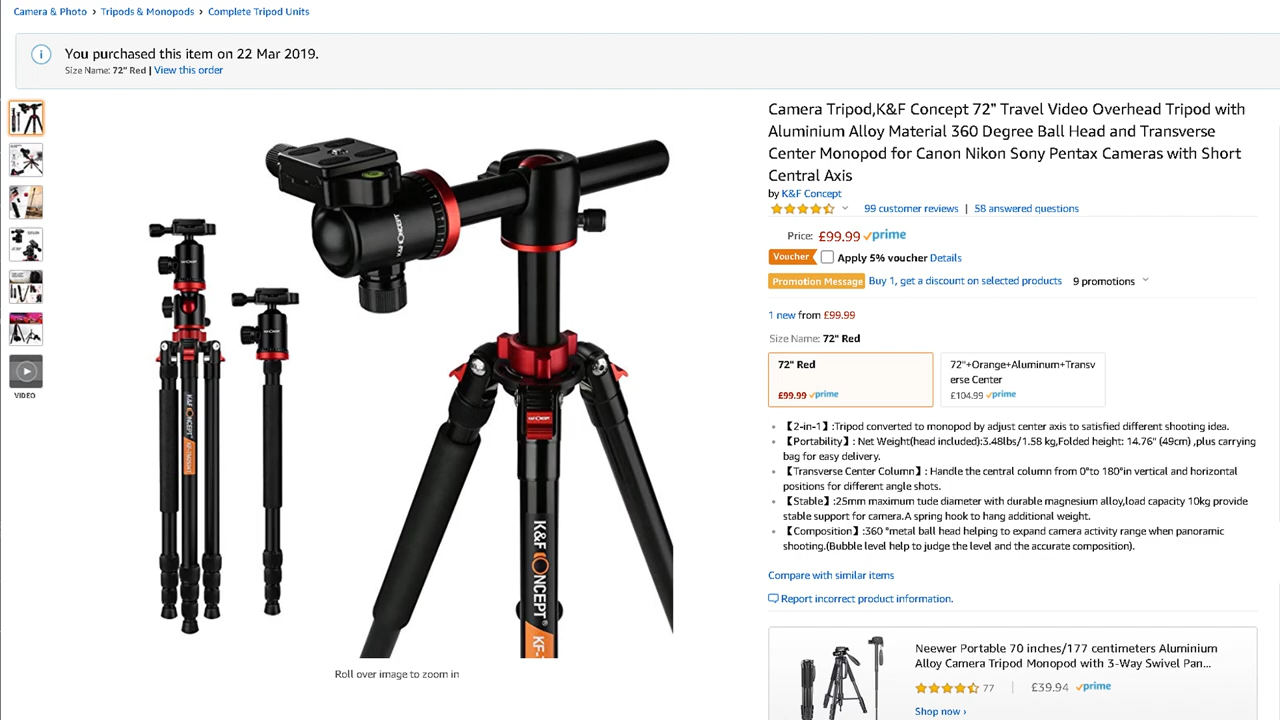 Camera & Photo › Tripods & Monopods › Complete Tripod Units
You purchased this item on 22 Mar 2019.
Size Name: 72" Red | View this order
VIDEO
K&F CONCEPT
K&F CONCEPT
K&F CONCEPT
K&F CONCEPT®
KF-
Roll over image to zoom in
Camera Tripod,K&F Concept 72” Travel Video Overhead Tripod with
Aluminium Alloy Material 360 Degree Ball Head and Transverse
Center Monopod for Canon Nikon Sony Pentax Cameras with Short
Central Axis
by K&F Concept
99 customer reviews | 58 answered questions
Price: £99.99 prime
Voucher Apply 5% voucher Details
Promotion Message Buy 1, get a discount on selected products 9 promotions
1 new from £99.99
Size Name: 72" Red
72" Red
£99.99 prime
72"+Orange+Aluminum+Transv
erse Center
£104.99 prime
• 【2-in-1】:Tripod converted to monopod by adjust center axis to satisfied different shooting idea.
• 【Portability】: Net Weight(head included):3.48lbs/1.58 kg,Folded height: 14.76" (49cm) ,plus carrying
bag for easy delivery.
• 【Transverse Center Column】: Handle the central column from 0°to 180°in vertical and horizontal
positions for different angle shots.
• 【Stable】:25mm maximum tude diameter with durable magnesium alloy,load capacity 10kg provide
stable support for camera.A spring hook to hang additional weight.
• 【Composition】:360 °metal ball head helping to expand camera activity range when panoramic
shooting.(Bubble level help to judge the level and the accurate composition).
Compare with similar items
Report incorrect product information.
Neewer Portable 70 inches/177 centimeters Aluminium
Alloy Camera Tripod Monopod with 3-Way Swivel Pan...
77 | £39.94 prime
Shop now ›